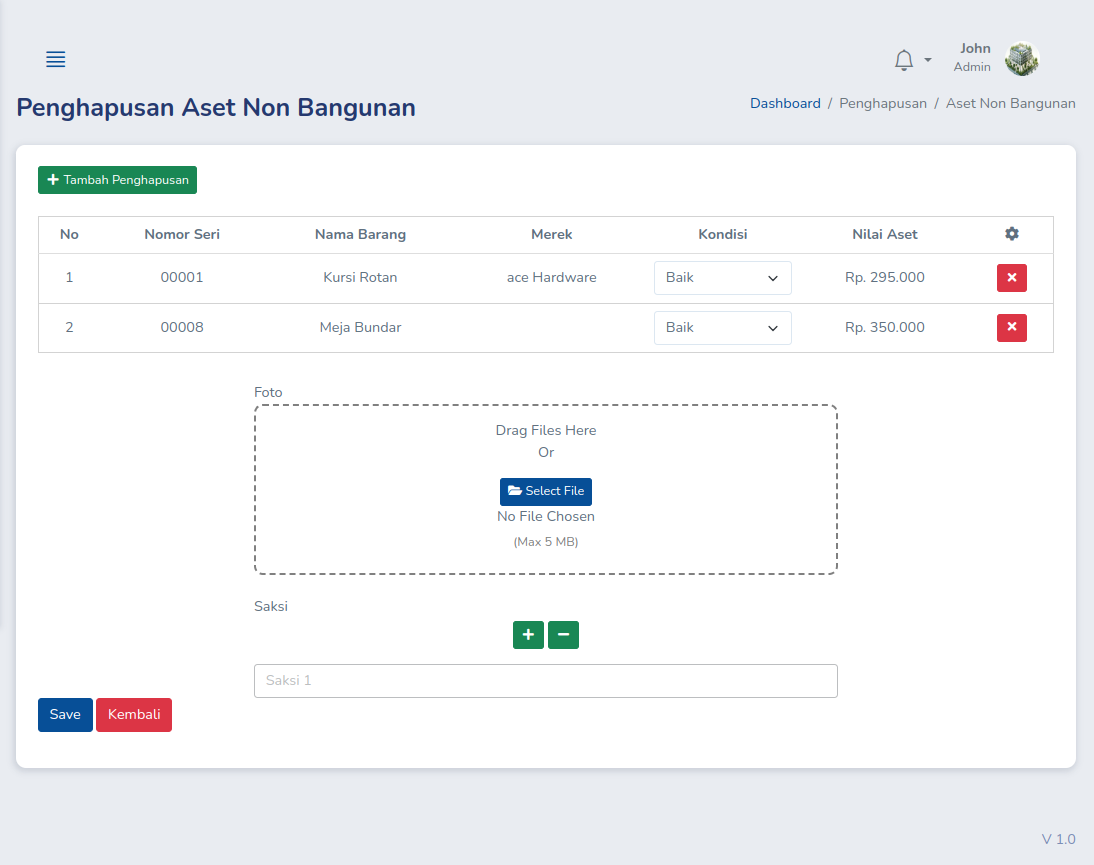 John
Admin
Penghapusan Aset Non Bangunan
Dashboard / Penghapusan / Aset Non Bangunan
Tambah Penghapusan
No Nomor Seri Nama Barang Merek Kondisi Nilai Aset
1 00001 Kursi Rotan ace Hardware Baik Rp. 295.000
2 00008 Meja Bundar Baik Rp. 350.000
Foto
Drag Files Here
Or
Select File
No File Chosen
(Max 5 MB)
Saksi
Saksi 1
Save Kembali
V 1.0